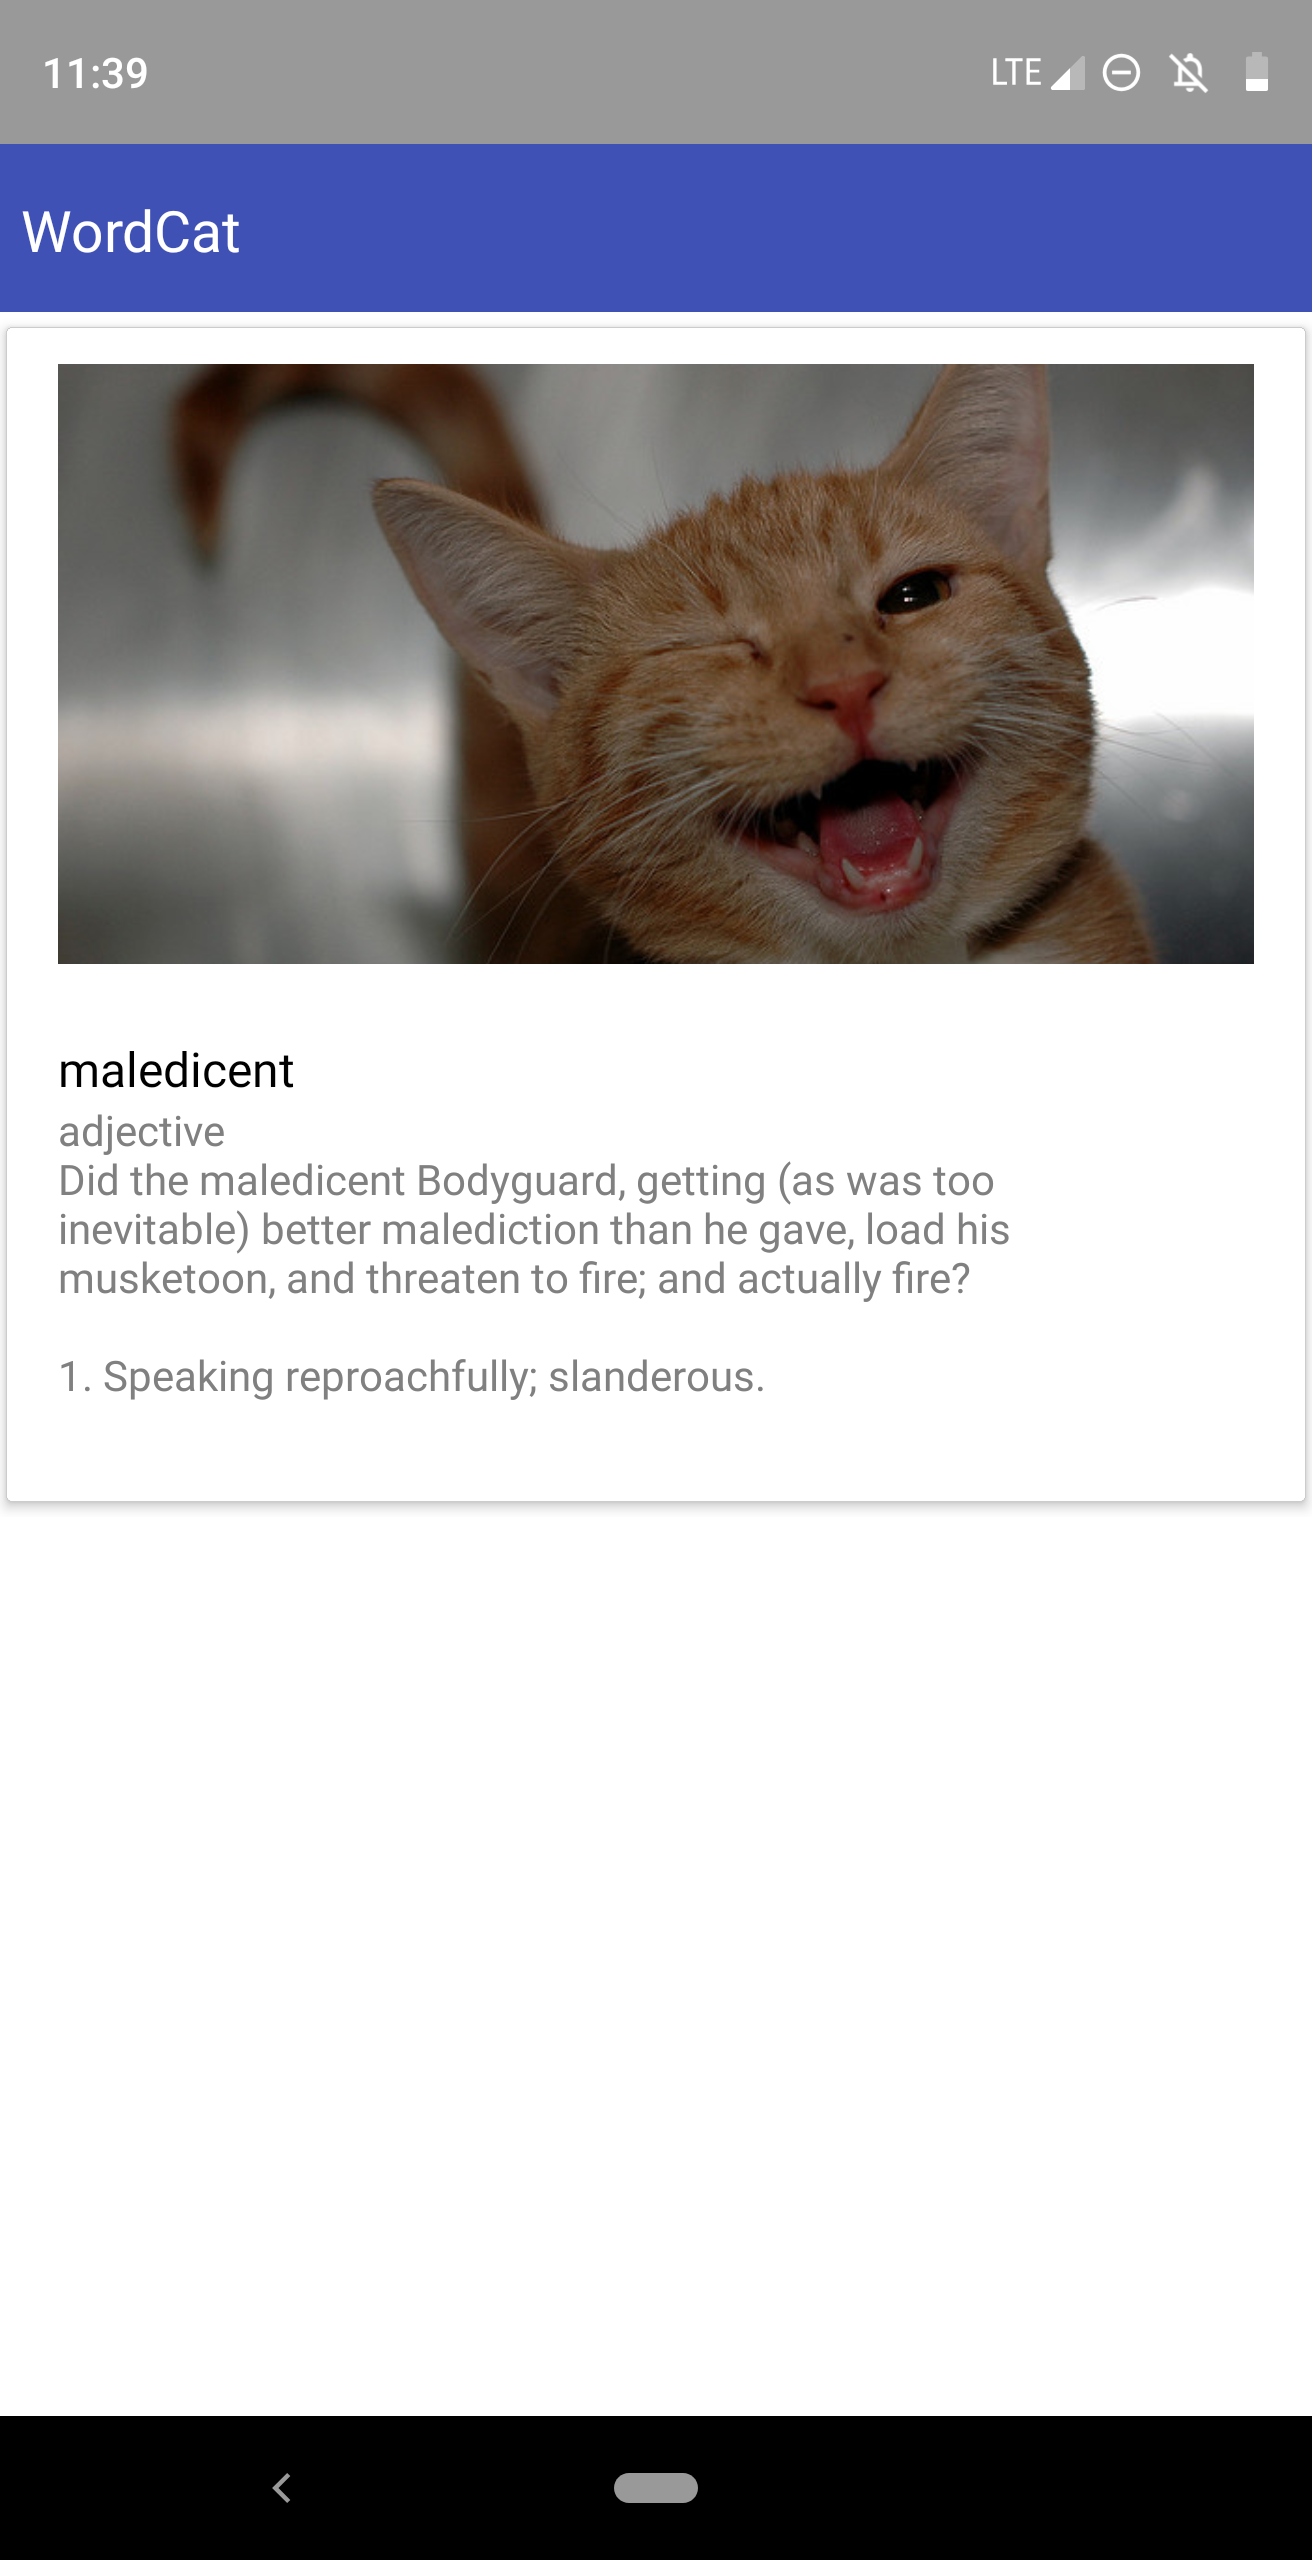 11:39 LTE
WordCat
maledicent
adjective
Did the maledicent Bodyguard, getting (as was too
inevitable) better malediction than he gave, load his
musketoon, and threaten to fire; and actually fire?
1. Speaking reproachfully; slanderous.